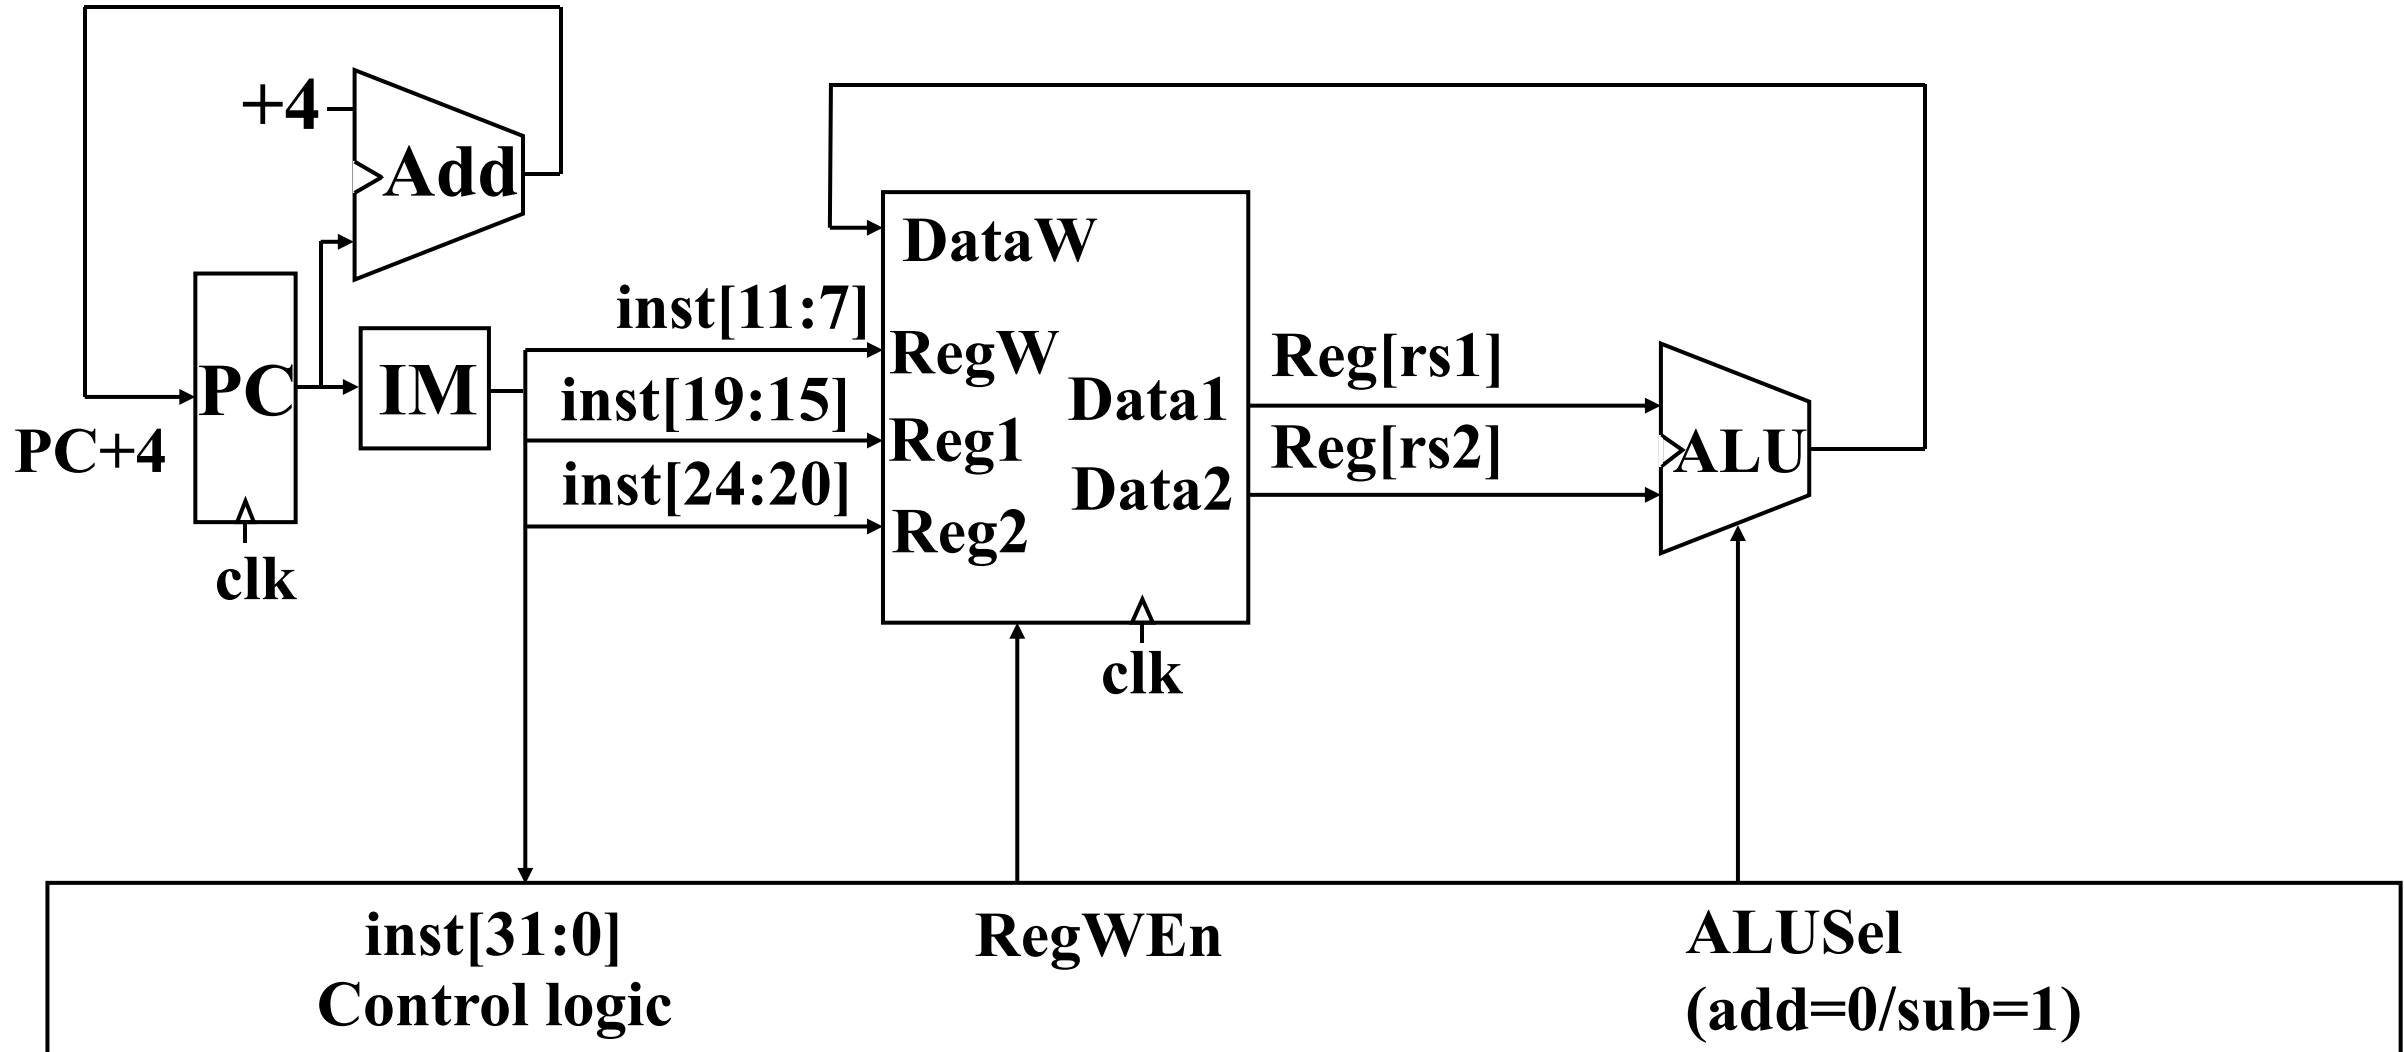 +4
Add
DataW
inst[11:7]
RegW
Reg[rs1]
PC
IM
inst[19:15]
Data1
Reg1
Reg[rs2]
ALU
PC+4
inst[24:20]
Data2
Reg2
clk
clk
inst[31:0]
RegWEn
ALUSel
Control logic
(add=0/sub=1)